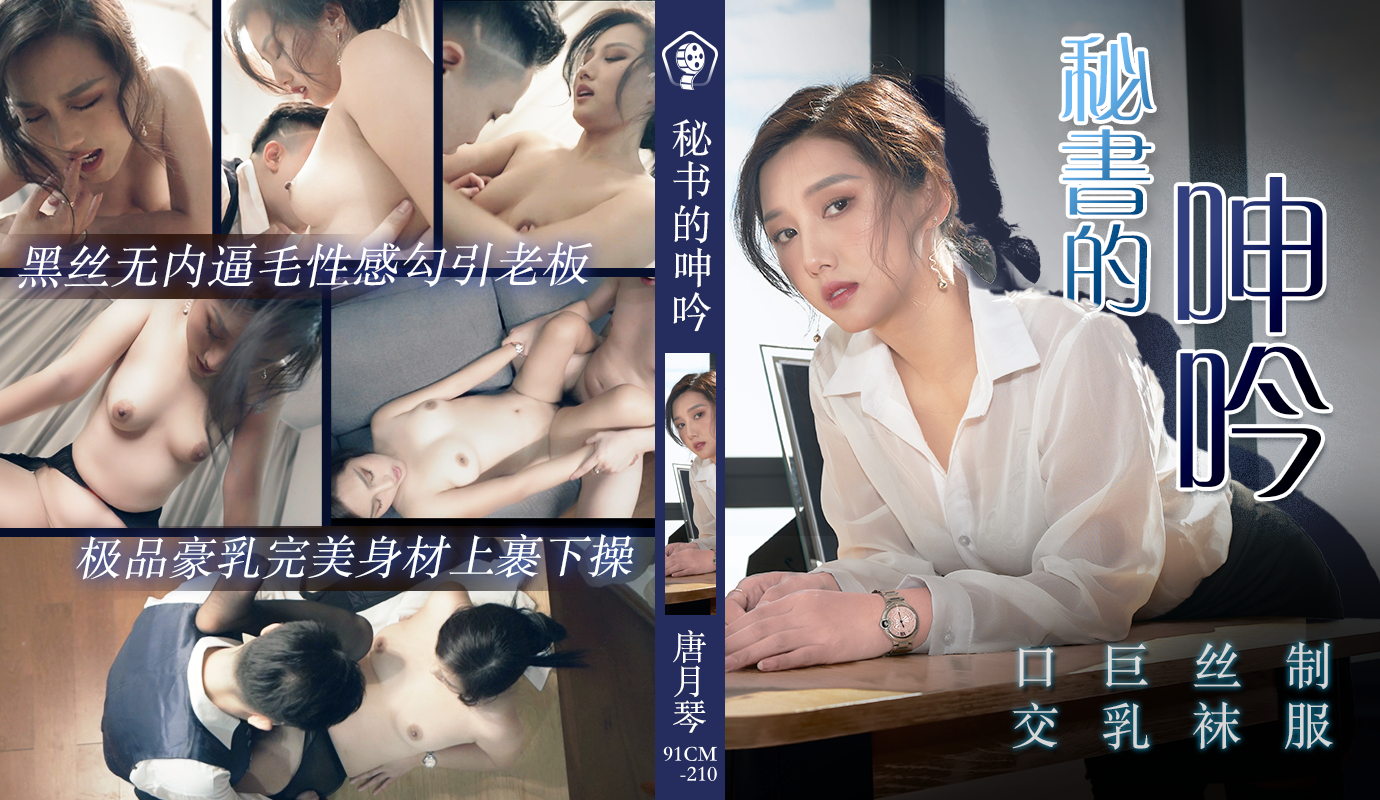 黑丝无内逼毛性感勾引老板
极品豪乳完美身材上裹下操
秘书的呻吟
唐月琴
91CM
-210
秘書的
呻吟
口交
巨乳
丝袜
制服